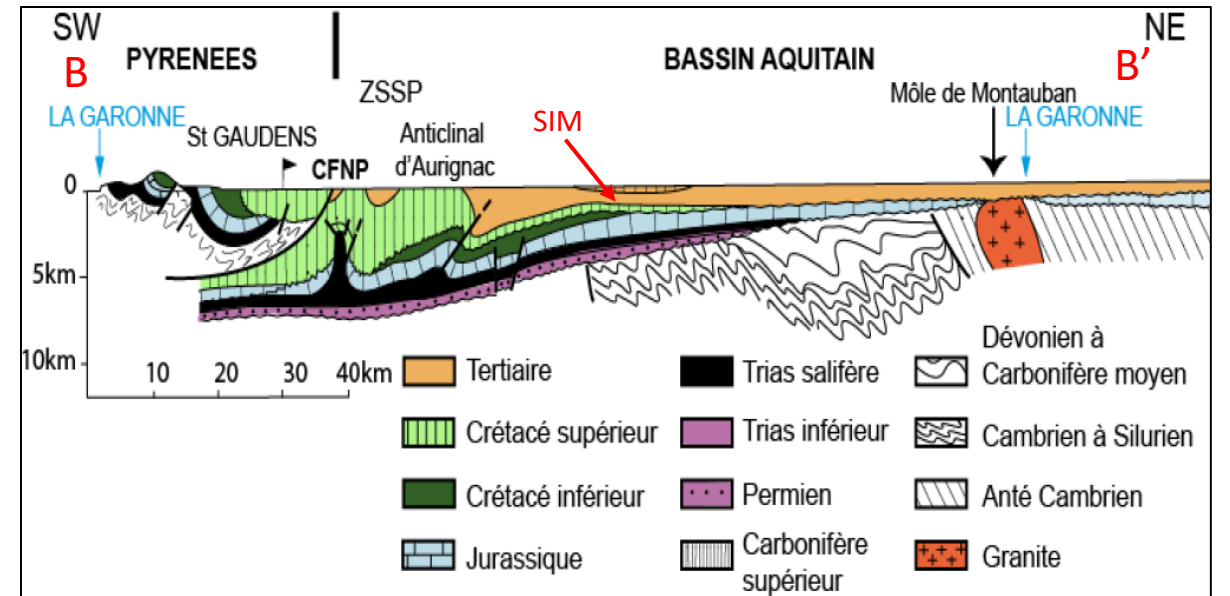 SW
NE
B
PYRENEES
BASSIN AQUITAIN
B’
ZSSP
Môle de Montauban
LA GARONNE
LA GARONNE
St GAUDENS
Anticlinal
d’Aurignac
SIM
CFNP
0
5km
10km
10 20 30 40km
Tertiaire
Crétacé supérieur
Crétacé inférieur
Jurassique
Trias salifère
Trias inférieur
Permien
Carbonifère
supérieur
Dévonien à
Carbonifère moyen
Cambrien à Silurien
Anté Cambrien
Granite